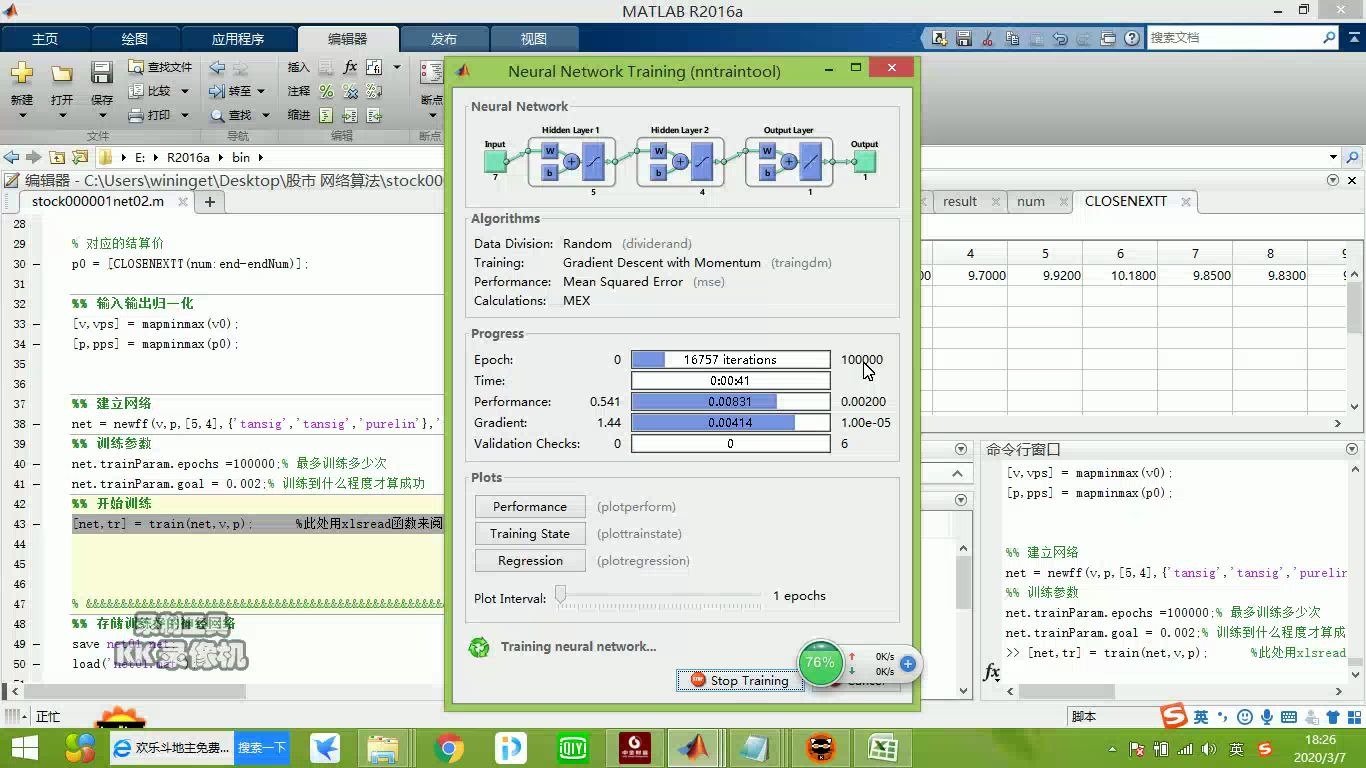 MATLAB R2016a
主页 绘图 应用程序 编辑器 发布 视图 搜索文档
新建 打开 保存 查找文件 比较 打印 转至 查找 插入 注释 缩进 断点
文件 导航 编辑 断点
E: R2016a bin
编辑器 - C:\Users\wininget\Desktop\股市 网络算法\stock00
stock000001net02.m
28
29 % 对应的结算价
30 p0 = [CLOSENEXTT(num:end-endNum)];
31
32 %% 输入输出归一化
33 [v,vps] = mapminmax(v0);
34 [p,pps] = mapminmax(p0);
35
36
37 %% 建立网络
38 net = newff(v,p,[5,4],{'tansig','tansig','purelin'},'
39 %% 训练参数
40 net.trainParam.epochs =100000;% 最多训练多少次
41 net.trainParam.goal = 0.002;% 训练到什么程度才算成功
42 %% 开始训练
43 [net,tr] = train(net,v,p); %此处用xlsread函数来阅
44
45
46
47 % &&&&&&&&&&&&&&&&&&&&&&&&&&&&&&&&&&&&&&&&&&&&
48 %% 存储训练好的神经网络
49 save net01 net
50 load('net01.mat')
KK录像机
正忙
Neural Network Training (nntraintool)
Neural Network
Input Hidden Layer 1 Hidden Layer 2 Output Layer Output
W b W b W b
7 5 4 1 1
Algorithms
Data Division: Random (dividerand)
Training: Gradient Descent with Momentum (traingdm)
Performance: Mean Squared Error (mse)
Calculations: MEX
Progress
Epoch: 0 16757 iterations 100000
Time: 0:00:41
Performance: 0.541 0.00831 0.00200
Gradient: 1.44 0.00414 1.00e-05
Validation Checks: 0 0 6
Plots
Performance (plotperform)
Training State (plottrainstate)
Regression (plotregression)
Plot Interval: 1 epochs
Training neural network...
Stop Training Cancel
76% 0K/s
0K/s
result num CLOSENEXTT
4 5 6 7 8
9.7000 9.9200 10.1800 9.8500 9.8300
命令行窗口
[v,vps] = mapminmax(v0);
[p,pps] = mapminmax(p0);
%% 建立网络
net = newff(v,p,[5,4],{'tansig','tansig','purelin
%% 训练参数
net.trainParam.epochs =100000;% 最多训练多少次
net.trainParam.goal = 0.002;% 训练到什么程度才算成
>> [net,tr] = train(net,v,p); %此处用xlsread
fx
脚本
英
欢乐斗地主免费... 搜索一下
QIY
英
18:26
2020/3/7